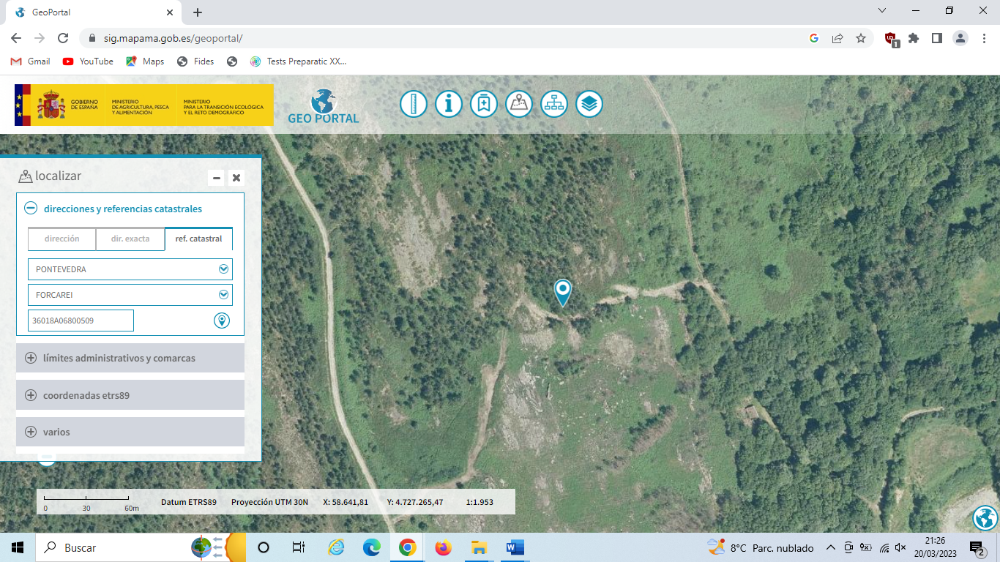 GeoPortal
sig.mapama.gob.es/geoportal/
1
Gmail
YouTube
Maps
Fides
Tests Preparatic XX...
GOBIERNO
DE ESPAÑA
MINISTERIO
DE AGRICULTURA, PESCA
Y ALIMENTACIÓN
MINISTERIO
PARA LA TRANSICIÓN ECOLÓGICA
Y EL RETO DEMOGRÁFICO
GEO PORTAL
localizar
direcciones y referencias catastrales
dirección
dir. exacta
ref. catastral
PONTEVEDRA
FORCAREI
36018A06800509
límites administrativos y comarcas
coordenadas etrs89
varios
0 30 60m
Datum ETRS89 Proyección UTM 30N X: 58.641,81 Y: 4.727.265,47 1:1.953
Buscar
8°C Parc. nublado
21:26
20/03/2023
2